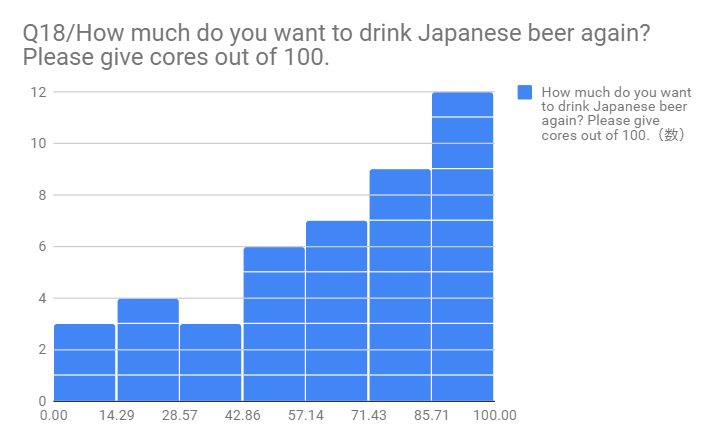 Q18/How much do you want to drink Japanese beer again?
Please give cores out of 100.
How much do you want
to drink Japanese beer
again? Please give
cores out of 100.（数）
12
10
8
6
4
2
0
0.00 14.29 28.57 42.86 57.14 71.43 85.71 100.00